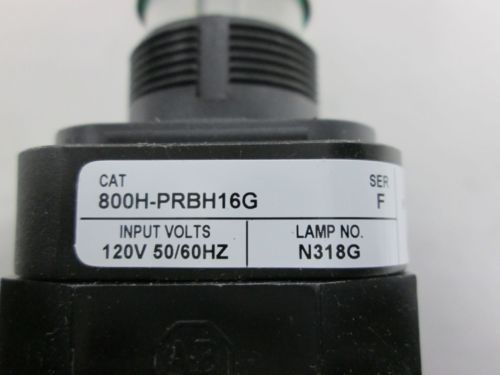 CAT SER
800H-PRBH16G F
INPUT VOLTS LAMP NO.
120V 50/60HZ N318G
A-B